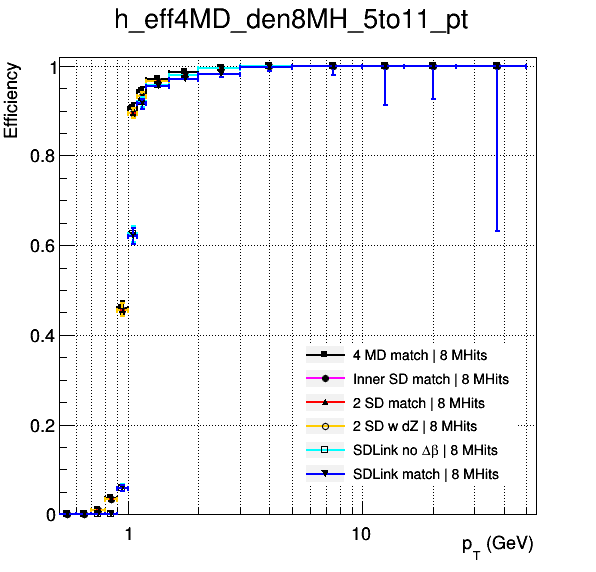 h_eff4MD_den8MH_5to11_pt
Efficiency
1
0.8
0.6
0.4
0.2
0
4 MD match | 8 MHits
Inner SD match | 8 MHits
2 SD match | 8 MHits
2 SD w dZ | 8 MHits
SDLink no Δβ | 8 MHits
SDLink match | 8 MHits
1
10
p_T (GeV)